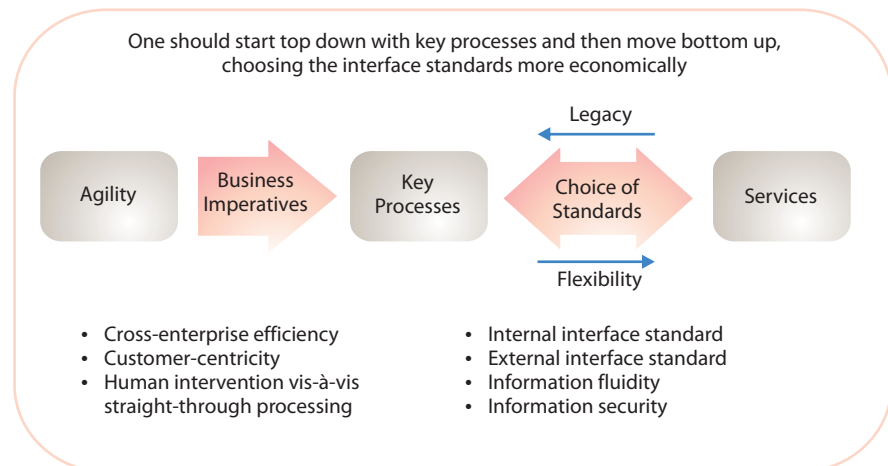 One should start top down with key processes and then move bottom up,
choosing the interface standards more economically
Legacy
Agility
Business
Imperatives
Key
Processes
Choice of
Standards
Services
Flexibility
• Cross-enterprise efficiency
• Customer-centricity
• Human intervention vis-à-vis
straight-through processing
• Internal interface standard
• External interface standard
• Information fluidity
• Information security